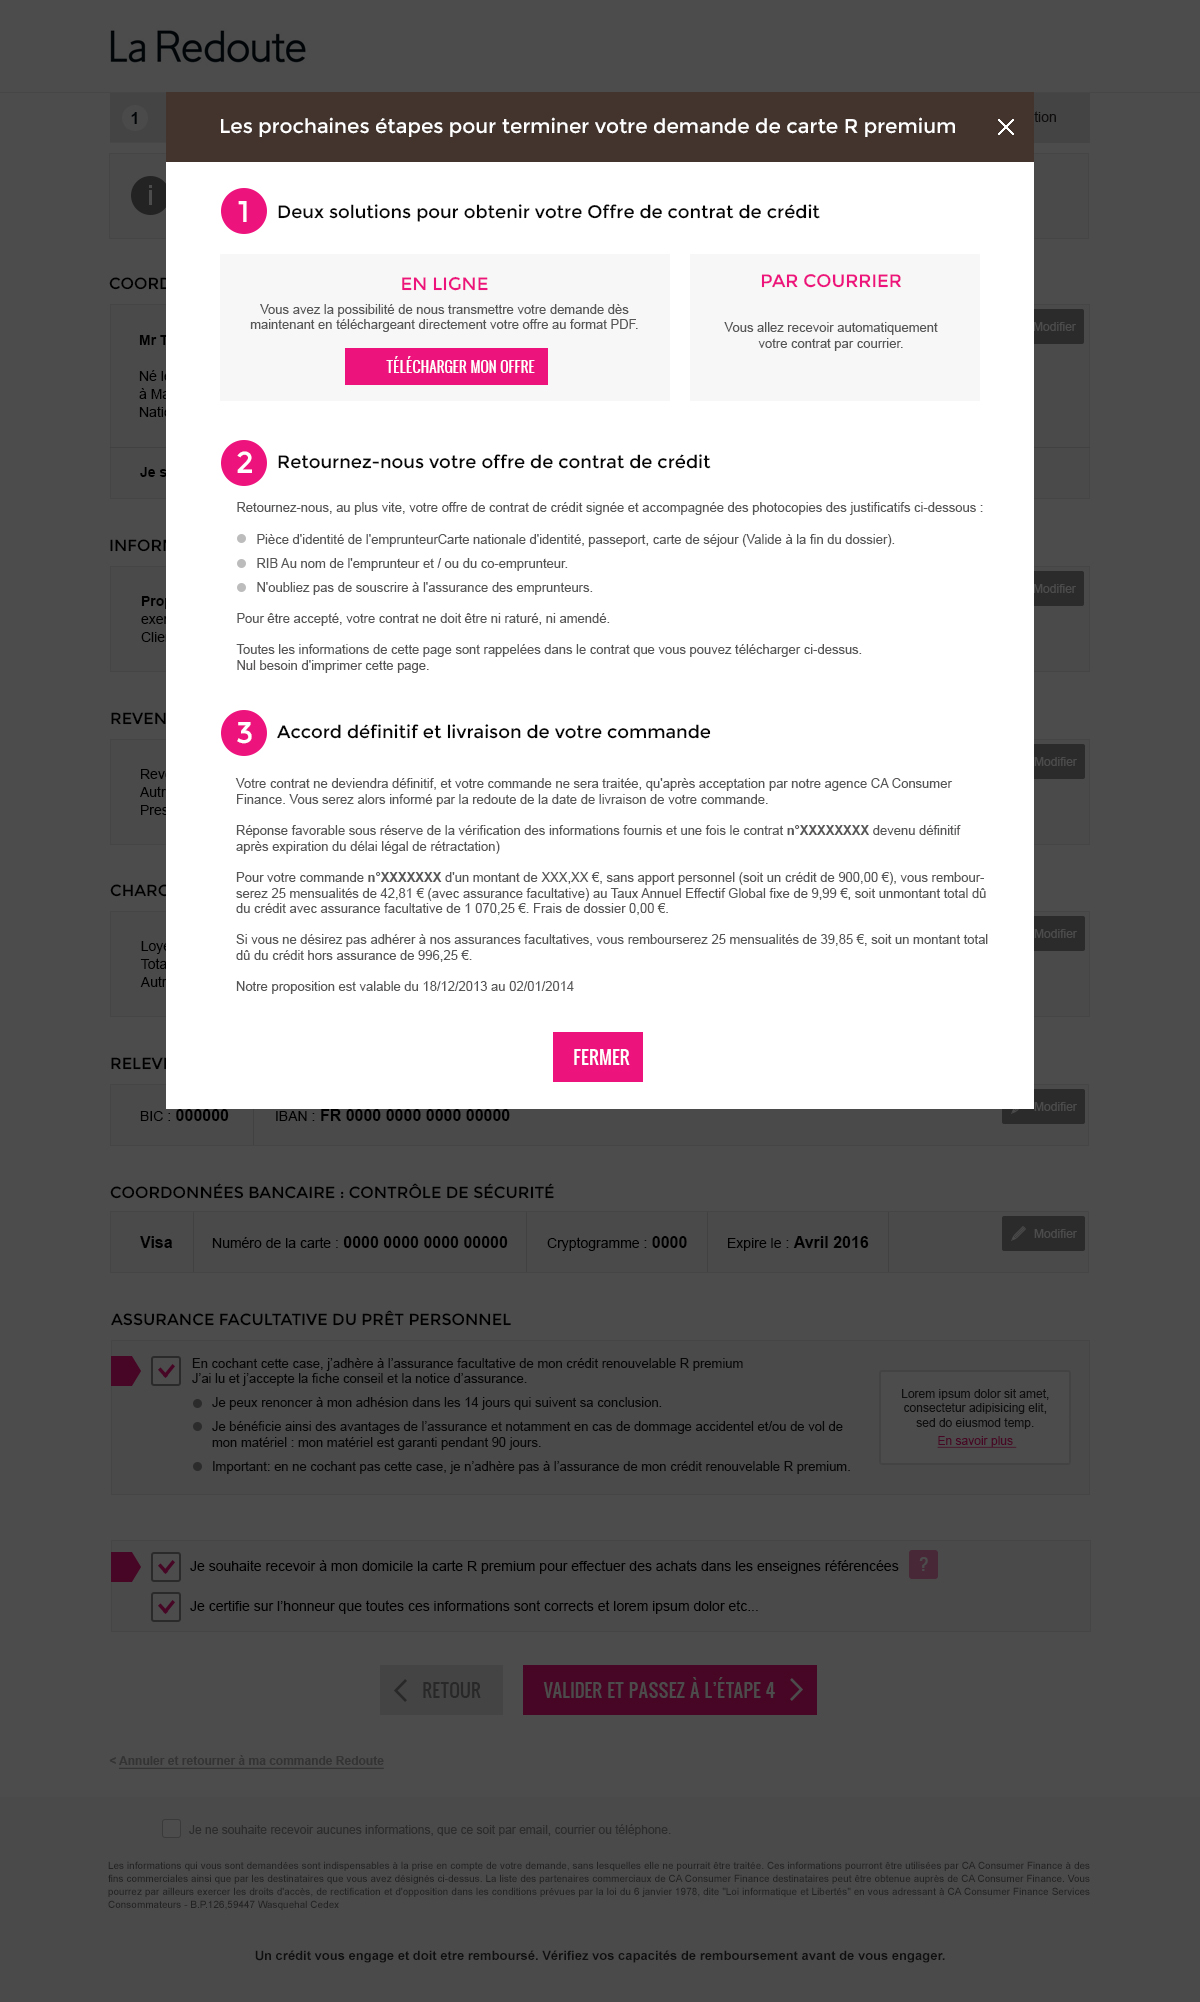 La Redoute
1
tion
Les prochaines étapes pour terminer votre demande de carte R premium
i
1 Deux solutions pour obtenir votre Offre de contrat de crédit
EN LIGNE
Vous avez la possibilité de nous transmettre votre demande dès
maintenant en téléchargeant directement votre offre au format PDF.
TÉLÉCHARGER MON OFFRE
PAR COURRIER
Vous allez recevoir automatiquement
votre contrat par courrier.
COORD
Modifier
Mr T
Né l
à Ma
Nati
Je s
2 Retournez-nous votre offre de contrat de crédit
Retournez-nous, au plus vite, votre offre de contrat de crédit signée et accompagnée des photocopies des justificatifs ci-dessous :
Pièce d'identité de l'emprunteurCarte nationale d'identité, passeport, carte de séjour (Valide à la fin du dossier).
RIB Au nom de l'emprunteur et / ou du co-emprunteur.
N'oubliez pas de souscrire à l'assurance des emprunteurs.
Pour être accepté, votre contrat ne doit être ni raturé, ni amendé.
Toutes les informations de cette page sont rappelées dans le contrat que vous pouvez télécharger ci-dessus.
Nul besoin d'imprimer cette page.
INFOR
Modifier
Prop
exe
Clie
3 Accord définitif et livraison de votre commande
Votre contrat ne deviendra définitif, et votre commande ne sera traitée, qu'après acceptation par notre agence CA Consumer
Finance. Vous serez alors informé par la redoute de la date de livraison de votre commande.
Réponse favorable sous réserve de la vérification des informations fournis et une fois le contrat n°XXXXXXXX devenu définitif
après expiration du délai légal de rétractation)
Pour votre commande n°XXXXXXX d'un montant de XXX,XX €, sans apport personnel (soit un crédit de 900,00 €), vous rembour-
serez 25 mensualités de 42,81 € (avec assurance facultative) au Taux Annuel Effectif Global fixe de 9,99 €, soit unmontant total dû
du crédit avec assurance facultative de 1 070,25 €. Frais de dossier 0,00 €.
Si vous ne désirez pas adhérer à nos assurances facultatives, vous rembourserez 25 mensualités de 39,85 €, soit un montant total
dû du crédit hors assurance de 996,25 €.
Notre proposition est valable du 18/12/2013 au 02/01/2014
FERMER
REVEN
Modifier
Rev
Autr
Pres
CHARG
Modifier
Loye
Tota
Autr
RELEV
BIC : 000000 IBAN : FR 0000 0000 0000 00000 Modifier
COORDONNÉES BANCAIRE : CONTRÔLE DE SÉCURITÉ
Visa Numéro de la carte : 0000 0000 0000 00000 Cryptogramme : 0000 Expire le : Avril 2016 Modifier
ASSURANCE FACULTATIVE DU PRÊT PERSONNEL
En cochant cette case, j'adhère à l'assurance facultative de mon crédit renouvelable R premium
J'ai lu et j'accepte la fiche conseil et la notice d'assurance.
Je peux renoncer à mon adhésion dans les 14 jours qui suivent sa conclusion.
Je bénéficie ainsi des avantages de l'assurance et notamment en cas de dommage accidentel et/ou de vol de
mon matériel : mon matériel est garanti pendant 90 jours.
Important: en ne cochant pas cette case, je n'adhère pas à l'assurance de mon crédit renouvelable R premium.
Lorem ipsum dolor sit amet,
consectetur adipisicing elit,
sed do eiusmod temp.
En savoir plus
Je souhaite recevoir à mon domicile la carte R premium pour effectuer des achats dans les enseignes référencées ?
Je certifie sur l'honneur que toutes ces informations sont corrects et lorem ipsum dolor etc...
RETOUR VALIDER ET PASSEZ À L'ÉTAPE 4
< Annuler et retourner à ma commande Redoute
Je ne souhaite recevoir aucunes informations, que ce soit par email, courrier ou téléphone.
Les informations qui vous sont demandées sont indispensables à la prise en compte de votre demande, sans lesquelles elle ne pourrait être traitée. Ces informations pourront être utilisées par CA Consumer Finance à des
fins commerciales ainsi que par les destinataires que vous avez désignés ci-dessus. La liste des partenaires commerciaux de CA Consumer Finance destinataires peut être obtenue auprès de CA Consumer Finance. Vous
pourrez par ailleurs exercer les droits d'accès, de rectification et d'opposition dans les conditions prévues par la loi du 6 janvier 1978, dite "Loi informatique et Libertés" en vous adressant à CA Consumer Finance Services
Consommateurs - B.P.126,59447 Wasquehal Cedex
Un crédit vous engage et doit etre remboursé. Vérifiez vos capacités de remboursement avant de vous engager.